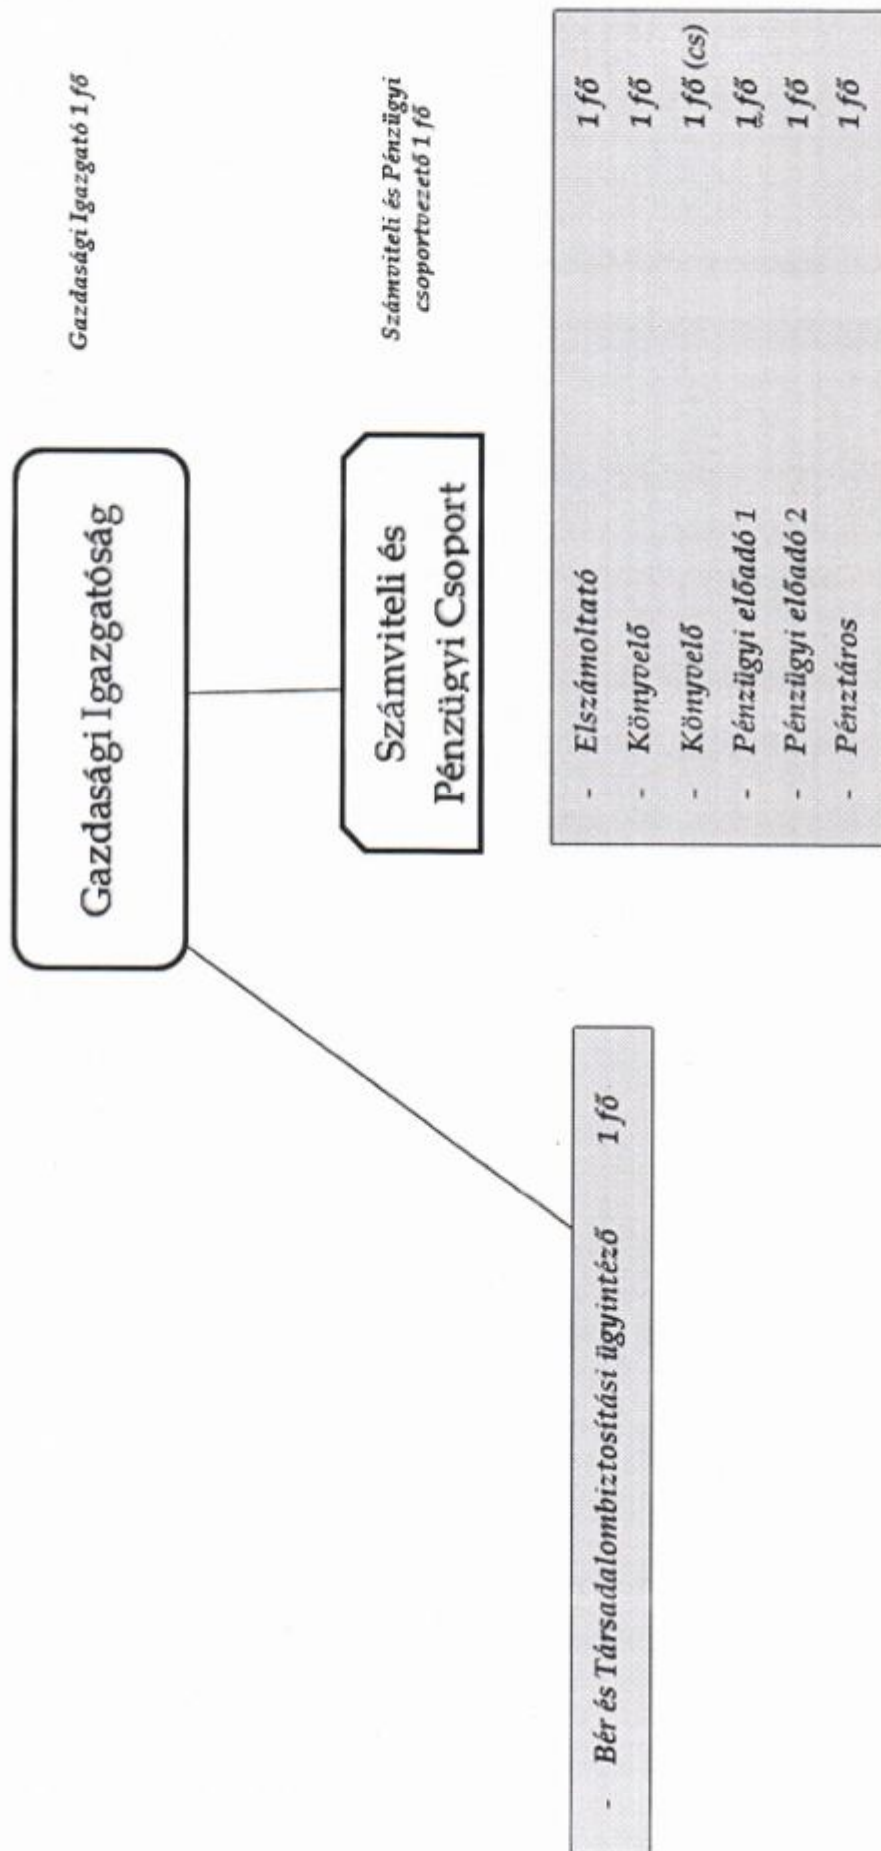 Gazdasági Igazgatóság
Gazdasági Igazgató 1 fő
Számviteli és
Pénzügyi Csoport
Számviteli és Pénzügyi
csoportvezető 1 fő
- Bér és Társadalombiztosítási ügyintéző 1 fő
- Elszámoltató 1 fő
- Könyvelő 1 fő
- Könyvelő 1 fő (cs)
- Pénzügyi előadó 1 1 fő
- Pénzügyi előadó 2 1 fő
- Pénztáros 1 fő